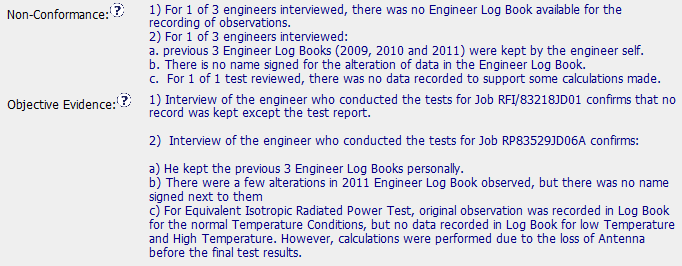 Non-Conformance: ? 1) For 1 of 3 engineers interviewed, there was no Engineer Log Book available for the
recording of observations.
2) For 1 of 3 engineers interviewed:
a. previous 3 Engineer Log Books (2009, 2010 and 2011) were kept by the engineer self.
b. There is no name signed for the alteration of data in the Engineer Log Book.
c. For 1 of 1 test reviewed, there was no data recorded to support some calculations made.
Objective Evidence: ? 1) Interview of the engineer who conducted the tests for Job RFI/83218JD01 confirms that no
record was kept except the test report.
2) Interview of the engineer who conducted the tests for Job RP83529JD06A confirms:
a) He kept the previous 3 Engineer Log Books personally.
b) There were a few alterations in 2011 Engineer Log Book observed, but there was no name
signed next to them
c) For Equivalent Isotropic Radiated Power Test, original observation was recorded in Log Book
for the normal Temperature Conditions, but no data recorded in Log Book for low Temperature
and High Temperature. However, calculations were performed due to the loss of Antenna
before the final test results.